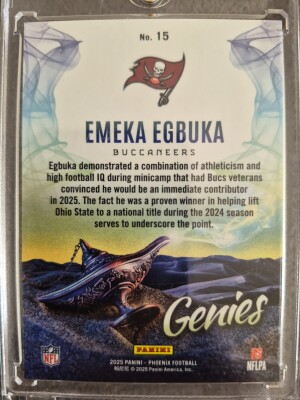 No. 15
EMEKA EGBUKA
BUCCANEERS
Egbuka demonstrated a combination of athleticism and
high football IQ during minicamp that had Bucs veterans
convinced he would be an immediate contributor
in 2025. The fact he was a proven winner in helping lift
Ohio State to a national title during the 2024 season
serves to underscore the point.
Genies
NFL
PANINI
NFLPA
2025 PANINI - PHOENIX FOOTBALL
© 2025 Panini America, Inc.